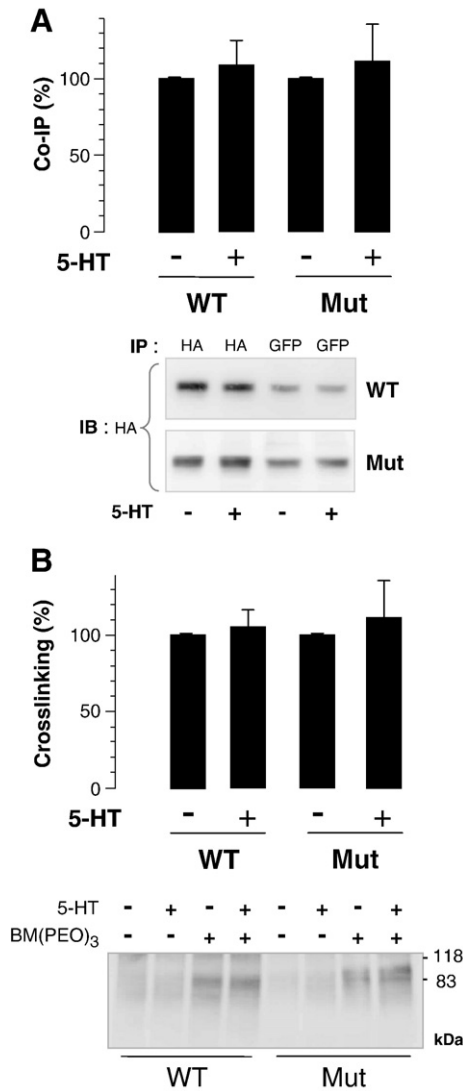 A
Co-IP (%)
100
50
0
5-HT - + - +
WT Mut
IP : HA HA GFP GFP
IB : HA
WT
Mut
5-HT - + - +
B
Crosslinking (%)
100
50
0
5-HT - + - +
WT Mut
5-HT - + - + - + - +
BM(PEO)3 - - + + - - + +
118
83
kDa
WT Mut